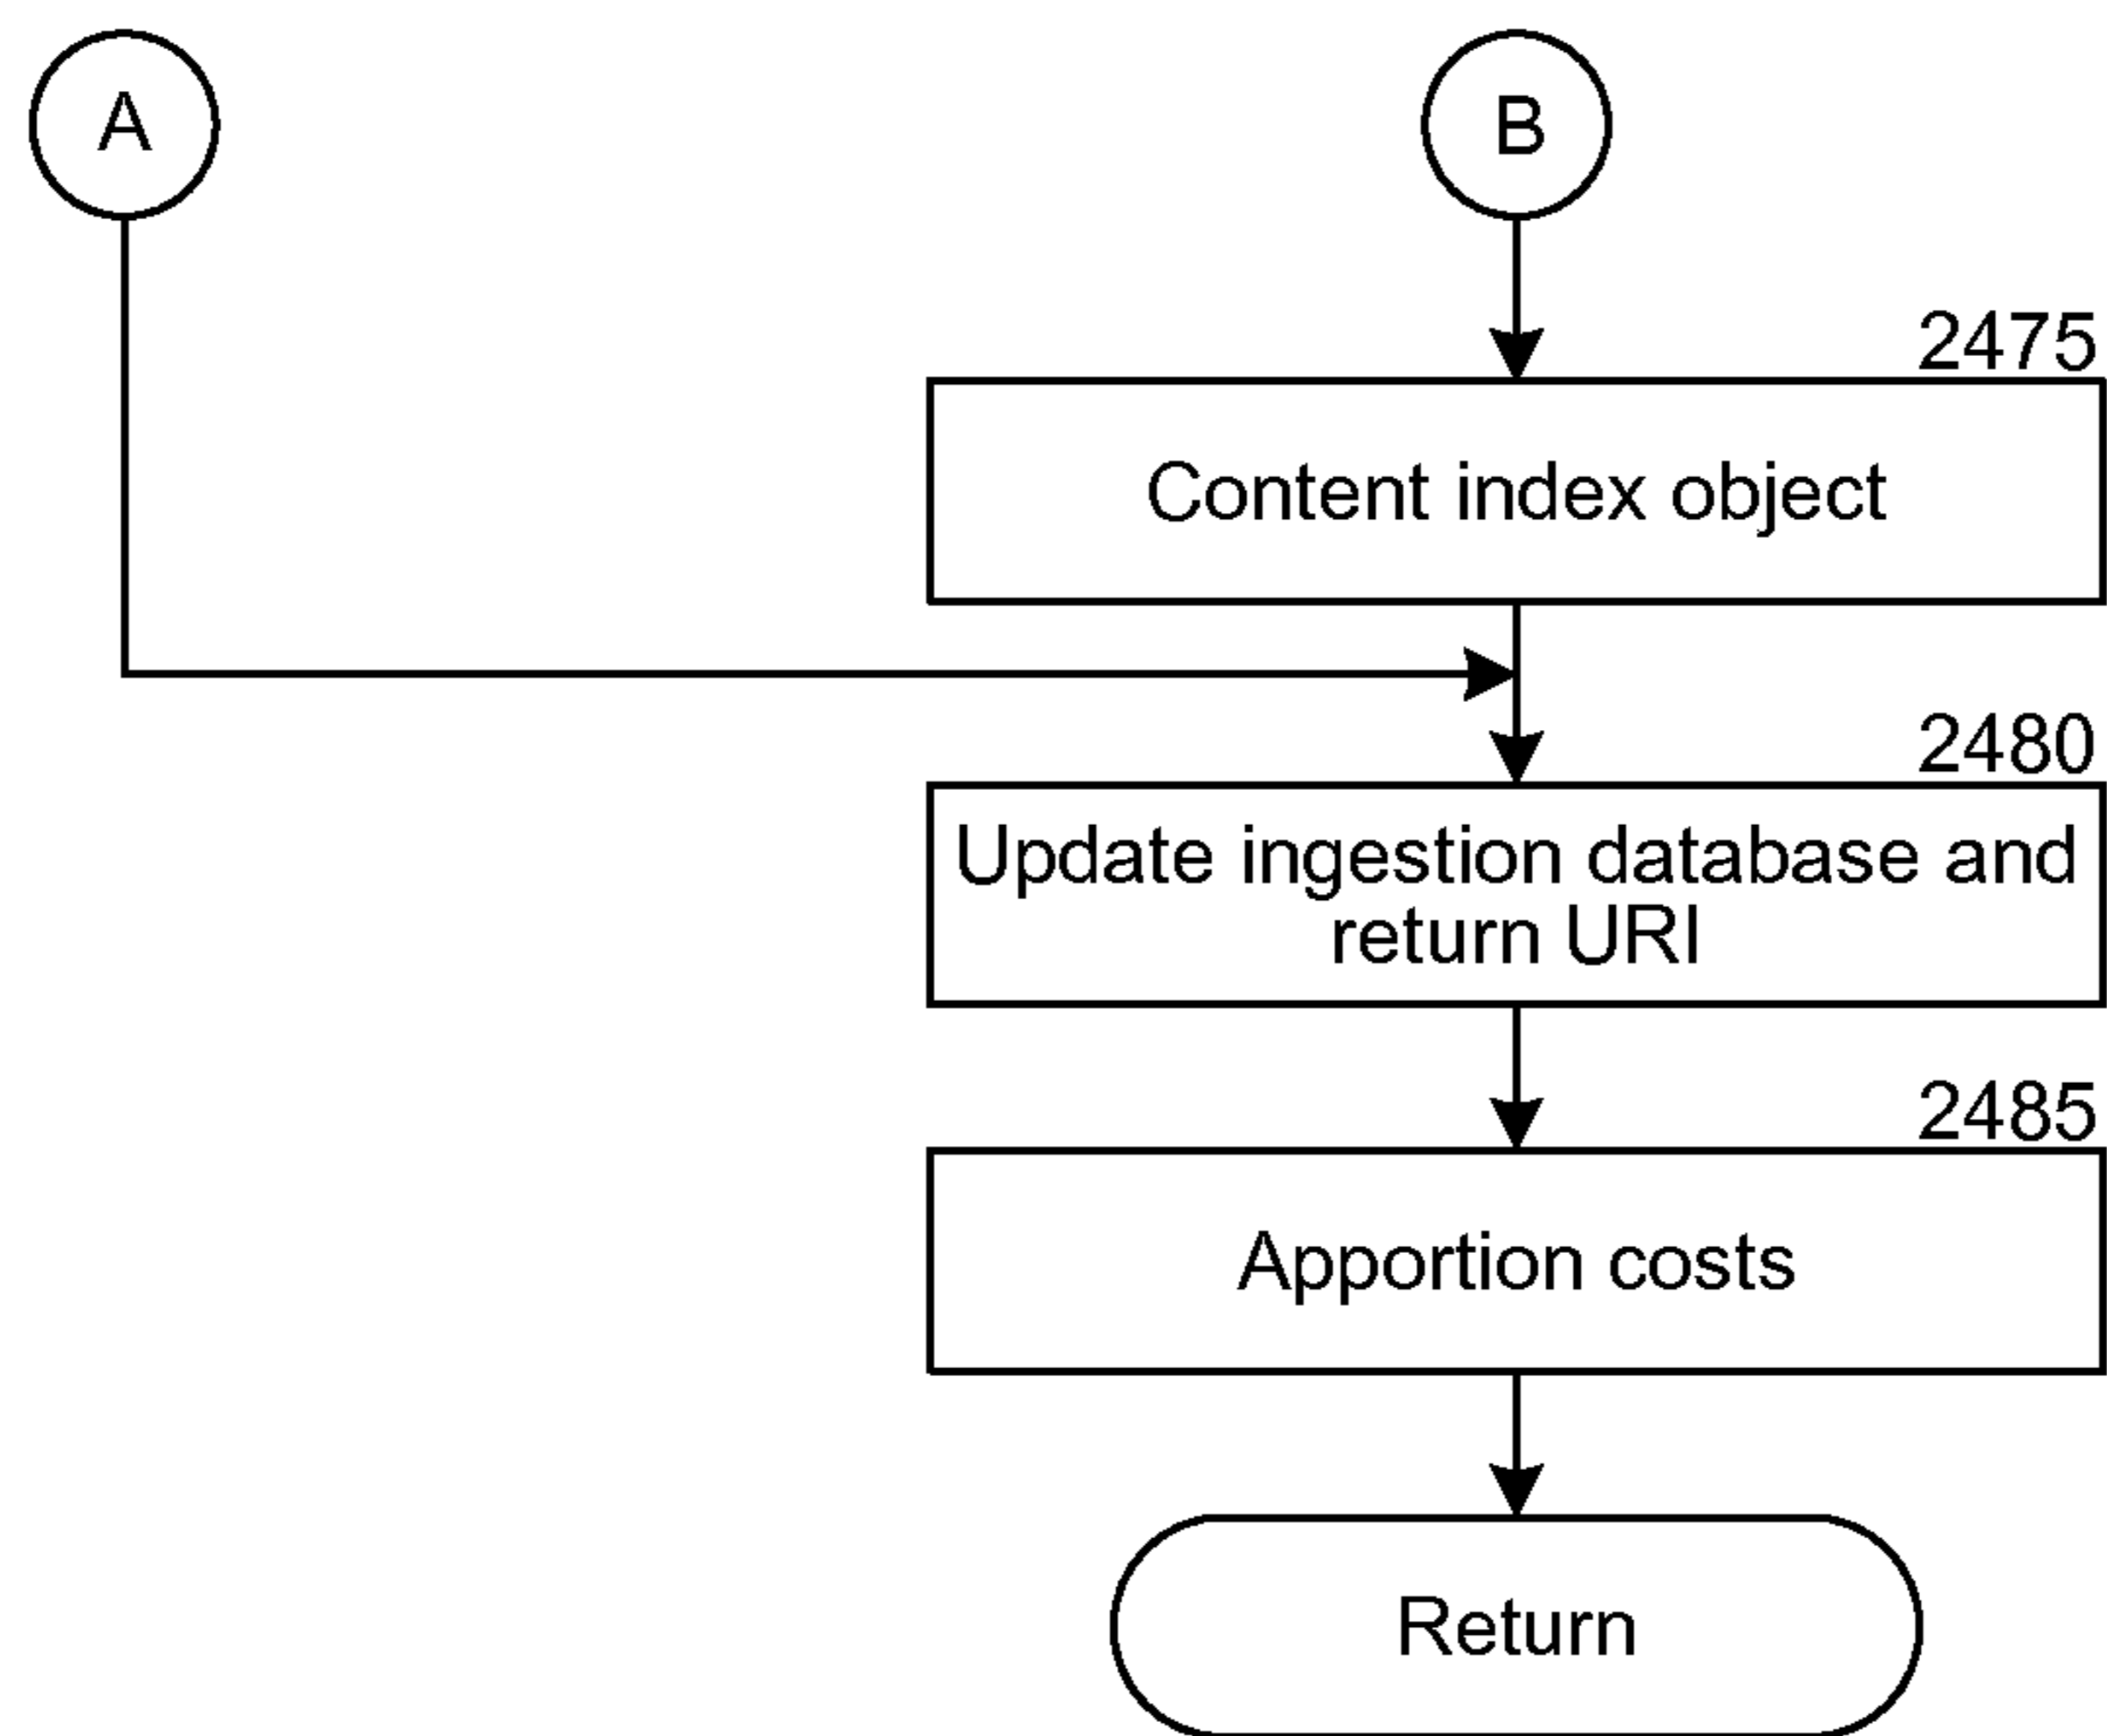 A
B
2475
Content index object
2480
Update ingestion database and
return URI
2485
Apportion costs
Return